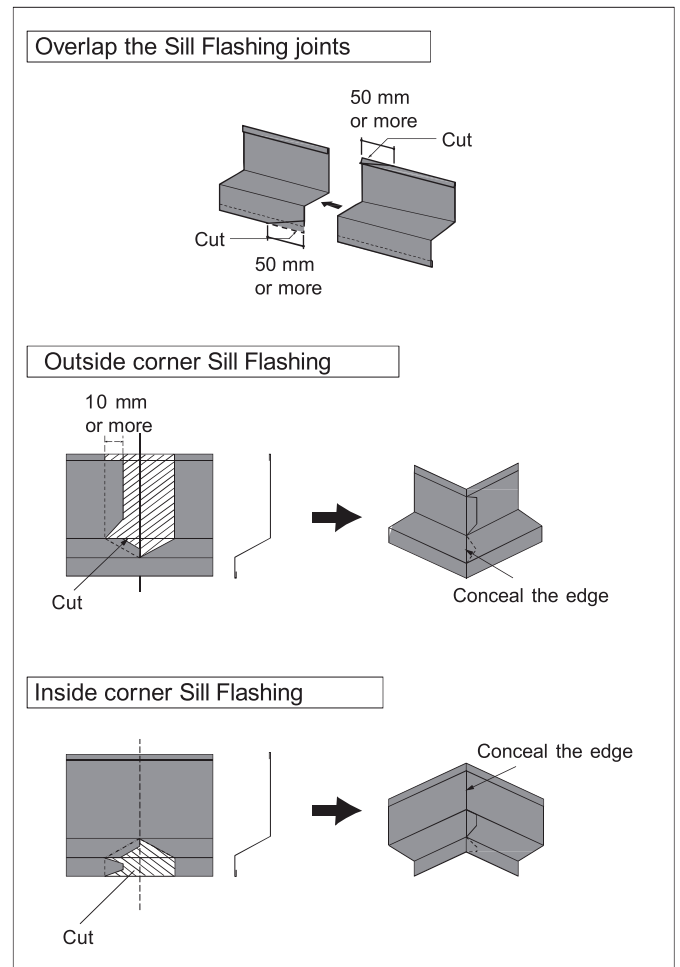 Overlap the Sill Flashing joints
50 mm
or more
Cut
Cut
50 mm
or more
Outside corner Sill Flashing
10 mm
or more
Cut
Conceal the edge
Inside corner Sill Flashing
Conceal the edge
Cut